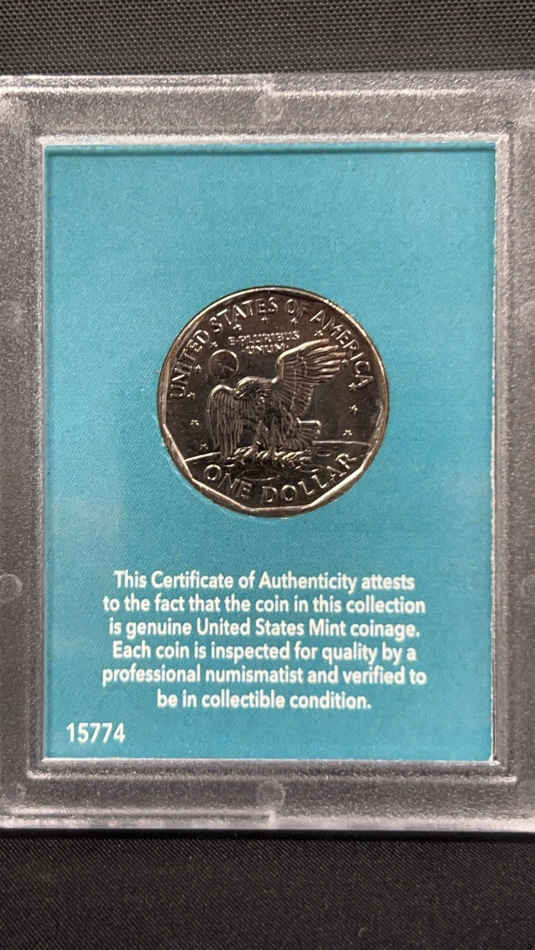 UNITED STATES OF AMERICA
E·PLURIBUS
UNUM·
ONE DOLLAR
This Certificate of Authenticity attests
to the fact that the coin in this collection
is genuine United States Mint coinage.
Each coin is inspected for quality by a
professional numismatist and verified to
be in collectible condition.
15774